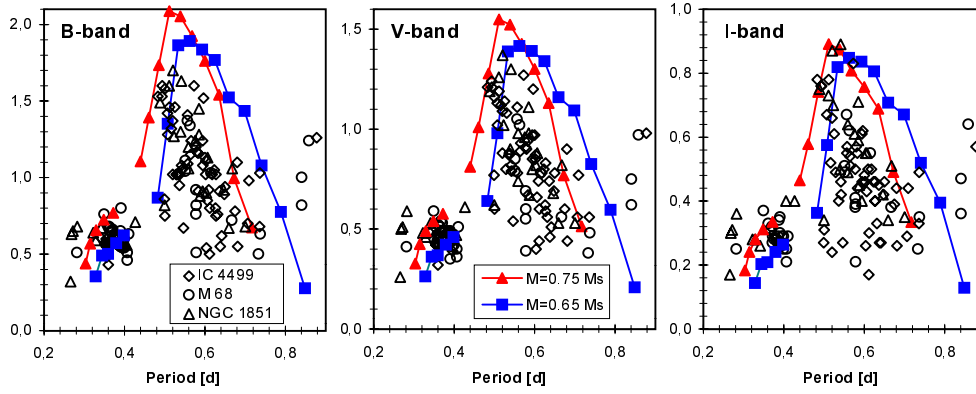 B-band
2,0
1,5
1,0
0,5
0,0
0,2 0,4 0,6 0,8
Period [d]
IC 4499
M 68
NGC 1851
V-band
1,5
1,0
0,5
0,0
0,2 0,4 0,6 0,8
Period [d]
M=0.75 Ms
M=0.65 Ms
I-band
1,0
0,8
0,6
0,4
0,2
0,0
0,2 0,4 0,6 0,8
Period [d]